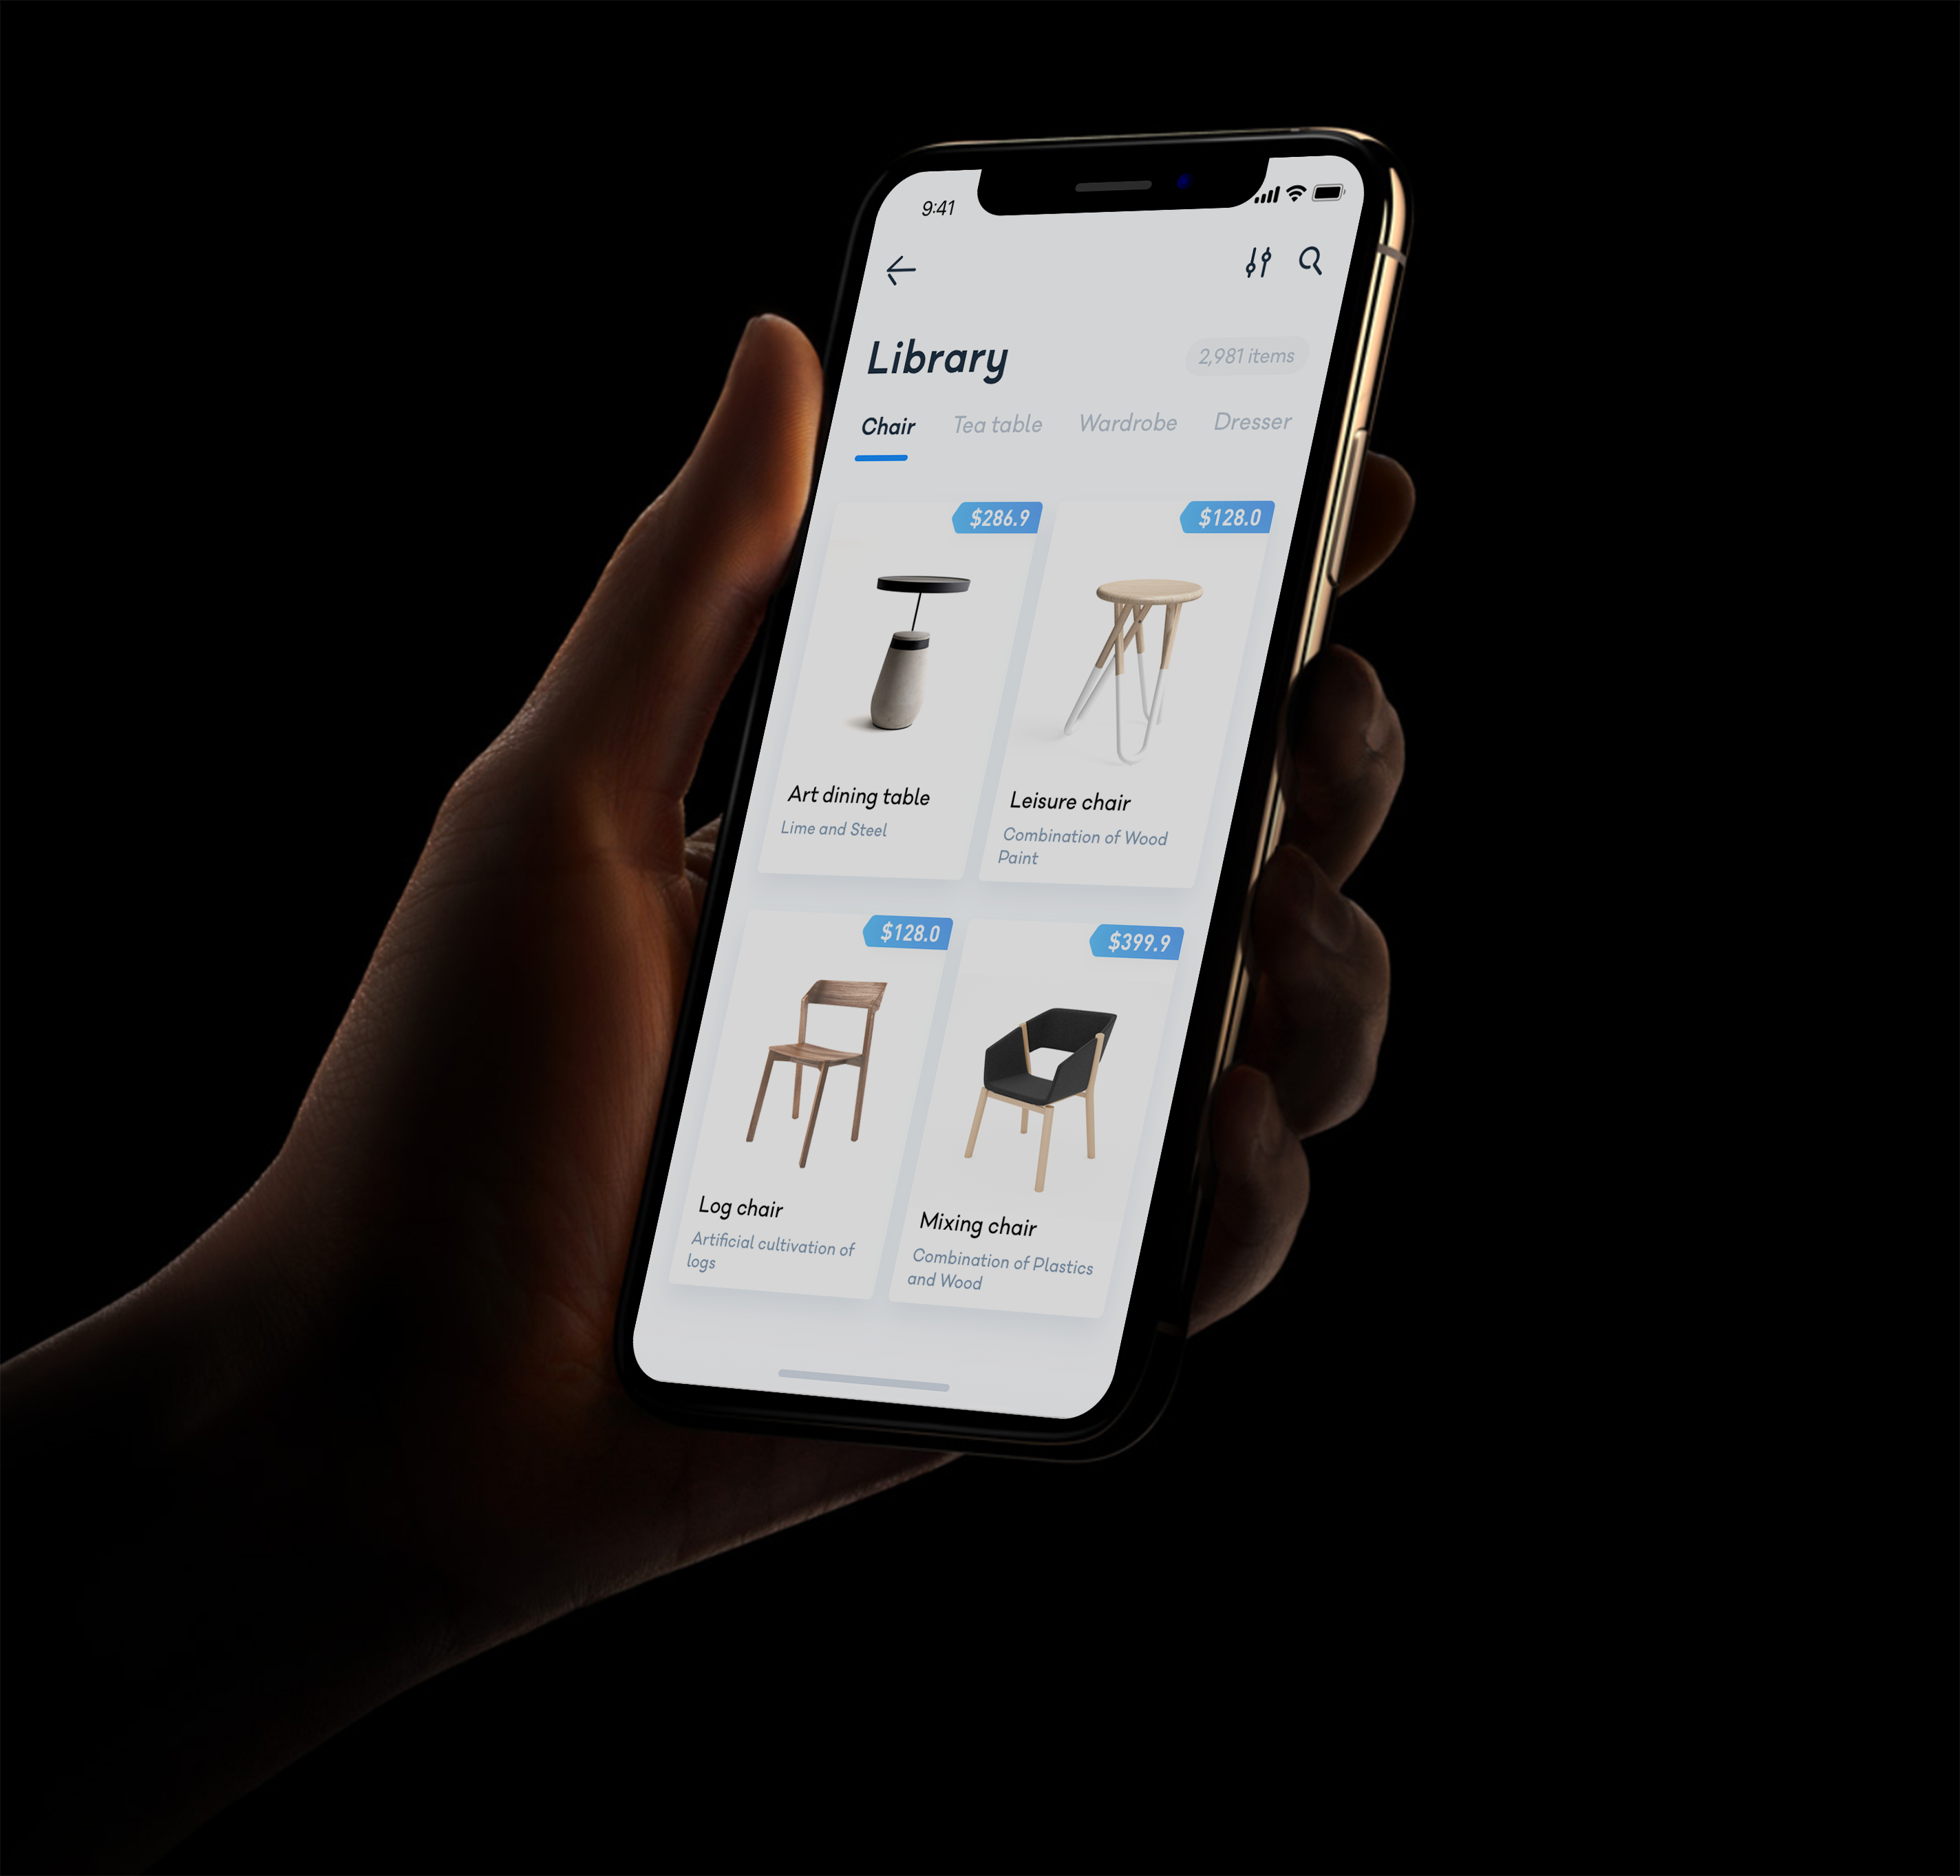 9:41
Library
2,981 items
Chair Tea table Wardrobe Dresser
$286.9
Art dining table
Lime and Steel
$128.0
Leisure chair
Combination of Wood
Paint
$128.0
Log chair
Artificial cultivation of
logs
$399.9
Mixing chair
Combination of Plastics
and Wood